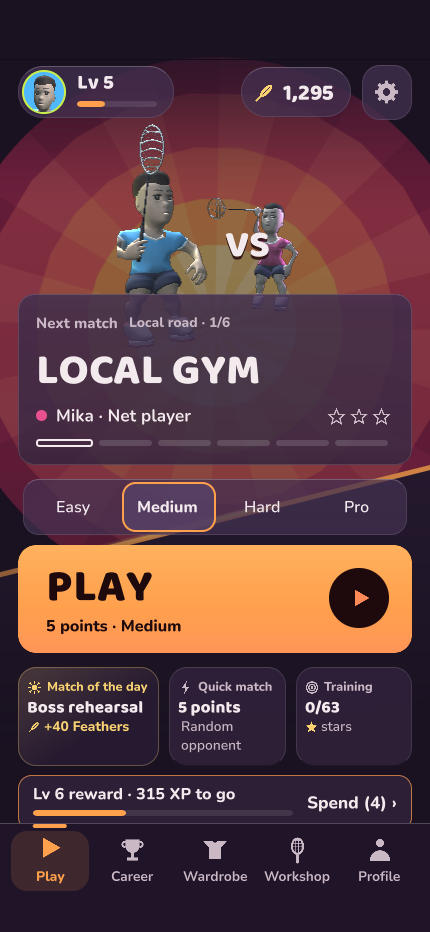 Lv 5
1,295
VS
Next match Local road · 1/6
LOCAL GYM
Mika · Net player
Easy Medium Hard Pro
PLAY
5 points · Medium
Match of the day
Boss rehearsal
+40 Feathers
Quick match
5 points
Random
opponent
Training
0/63
stars
Lv 6 reward · 315 XP to go
Spend (4) ›
Play Career Wardrobe Workshop Profile